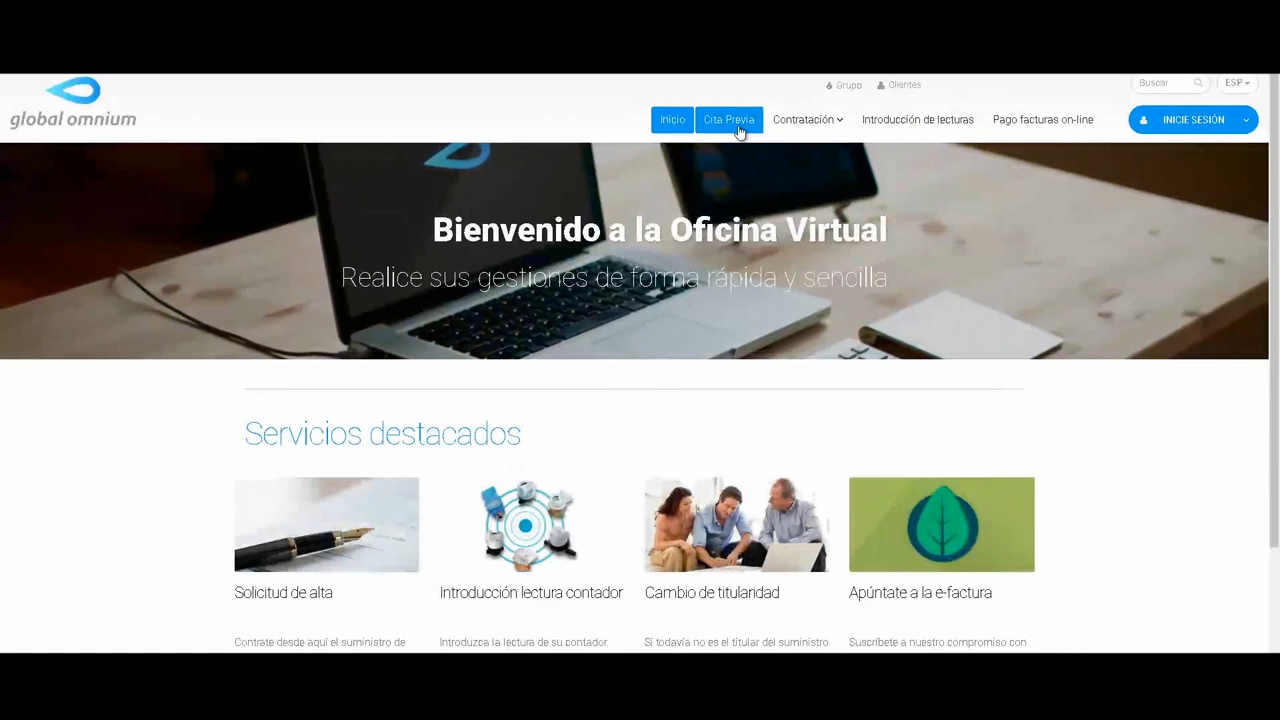 global omnium
Grupo
Clientes
Buscar
ESP
Inicio
Cita Previa
Contratación
Introducción de lecturas
Pago facturas on-line
INICIE SESIÓN
Bienvenido a la Oficina Virtual
Realice sus gestiones de forma rápida y sencilla
Servicios destacados
Solicitud de alta
Introducción lectura contador
Cambio de titularidad
Apúntate a la e-factura
Contrate desde aquí el suministro de
Introduzca la lectura de su contador.
Si todavía no es el titular del suministro
Suscríbete a nuestro compromiso con